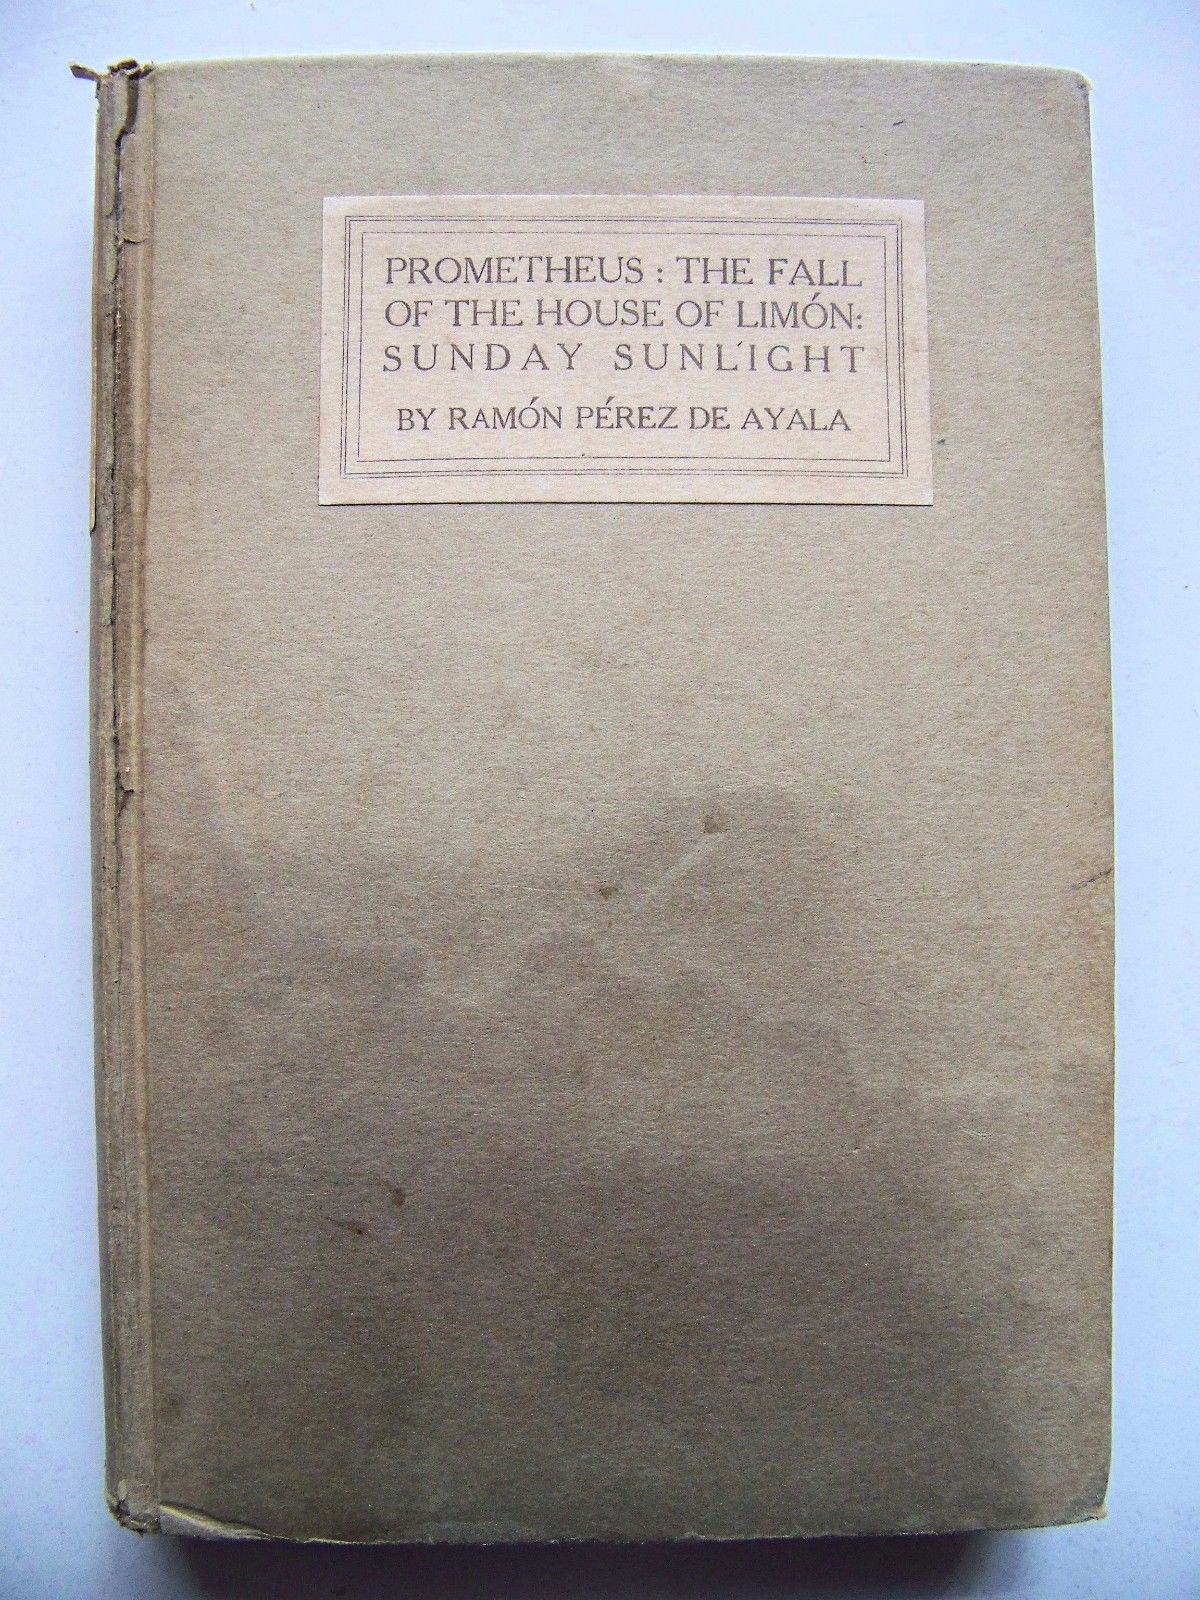 PROMETHEUS : THE FALL
OF THE HOUSE OF LIMÓN:
SUNDAY SUNLIGHT
BY RAMÓN PÉREZ DE AYALA